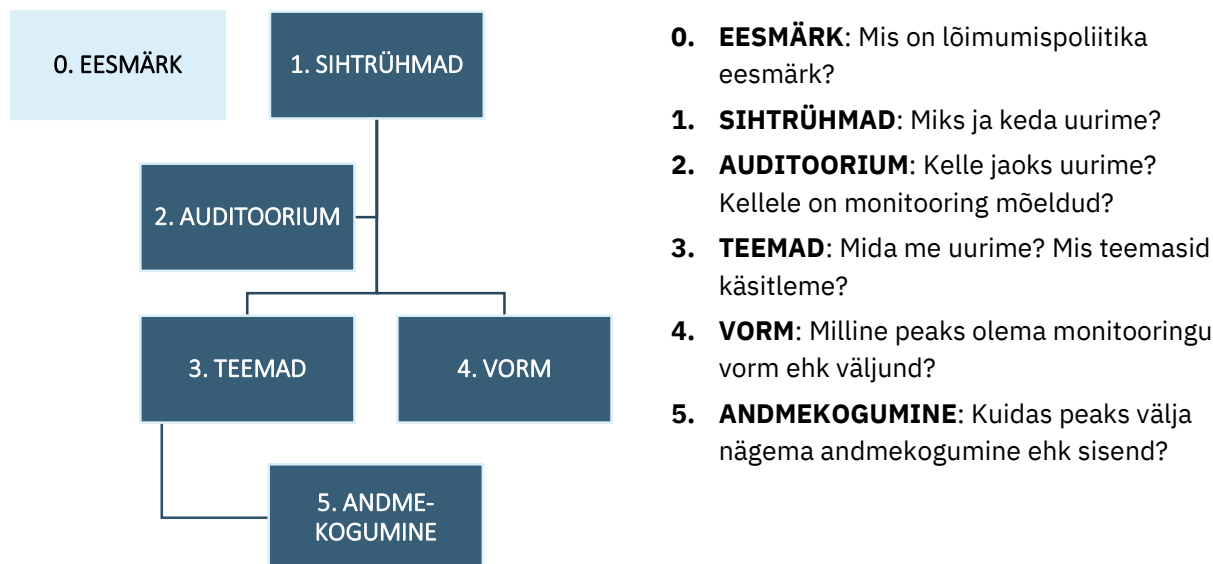 0. EESMÄRK
1. SIHTRÜHMAD
2. AUDITOORIUM
3. TEEMAD
4. VORM
5. ANDME-
KOGUMINE
0. EESMÄRK: Mis on lõimumispoliitika
eesmärk?
1. SIHTRÜHMAD: Miks ja keda uurime?
2. AUDITOORIUM: Kelle jaoks uurime?
Kellele on monitooring mõeldud?
3. TEEMAD: Mida me uurime? Mis teemasid
käsitleme?
4. VORM: Milline peaks olema monitooringu
vorm ehk väljund?
5. ANDMEKOGUMINE: Kuidas peaks välja
nägema andmekogumine ehk sisend?